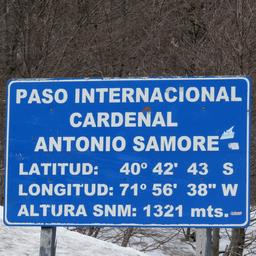 PASO INTERNACIONAL
CARDENAL
ANTONIO SAMORE
LATITUD: 40º 42' 43 S
LONGITUD: 71º 56' 38" W
ALTURA SNM: 1321 mts.